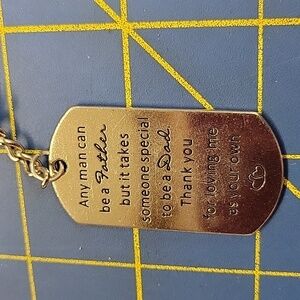 Any man can
be a Father
but it takes
someone special
to be a Dad
Thank you
for loving me
as your own